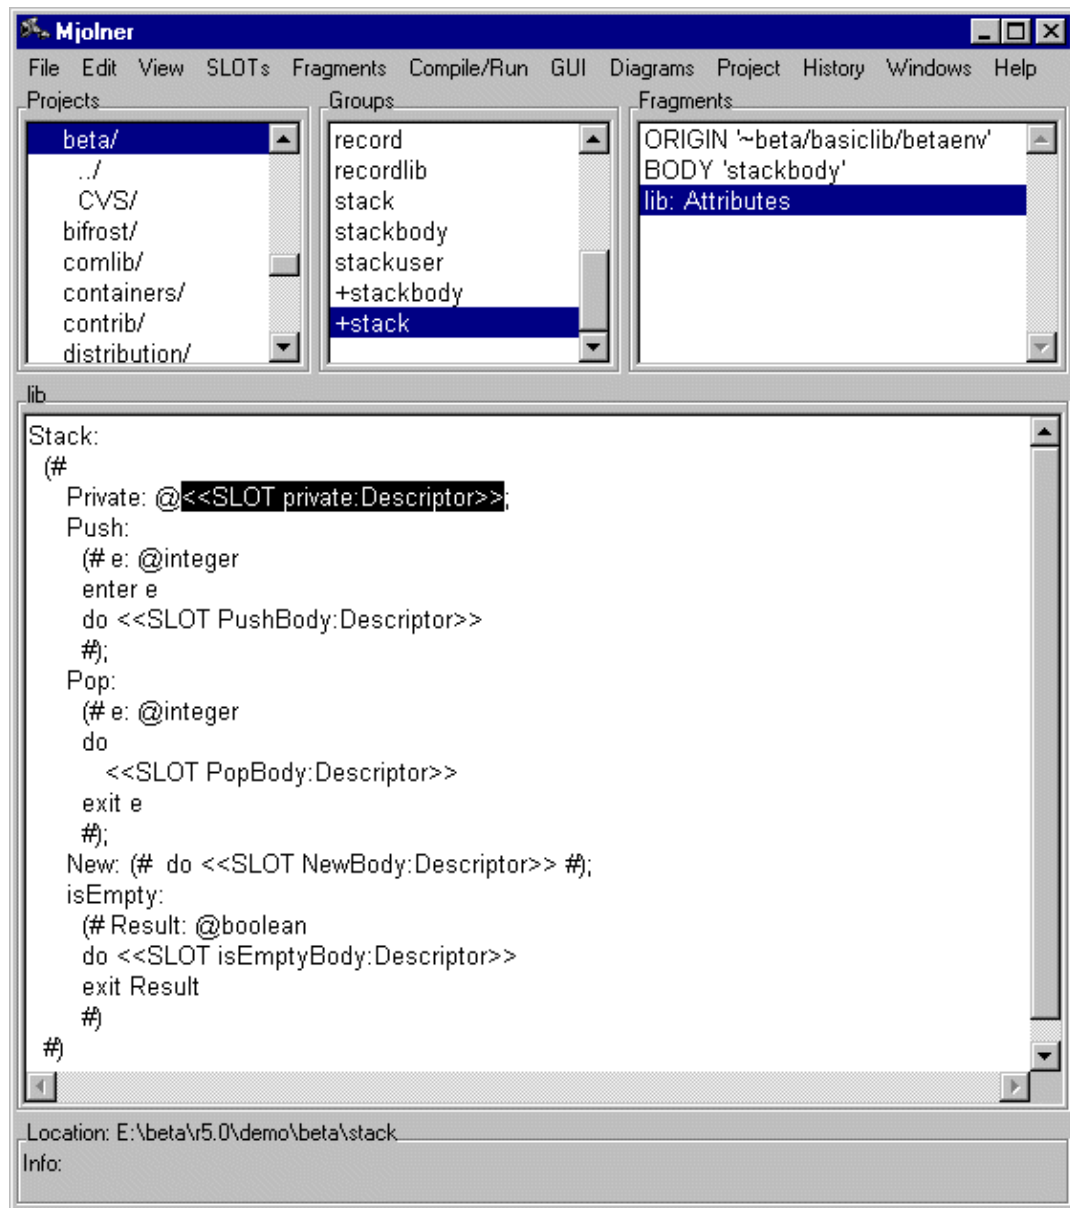 Mjolner
File Edit View SLOTs Fragments Compile/Run GUI Diagrams Project History Windows Help
Projects
beta/
../
CVS/
bifrost/
comlib/
containers/
contrib/
distribution/
Groups
record
recordlib
stack
stackbody
stackuser
+stackbody
+stack
Fragments
ORIGIN '~beta/basiclib/betaenv'
BODY 'stackbody'
lib: Attributes
lib
Stack:
(#
Private: @<<SLOT private:Descriptor>>;
Push:
(# e: @integer
enter e
do <<SLOT PushBody:Descriptor>>
#);
Pop:
(# e: @integer
do
<<SLOT PopBody:Descriptor>>
exit e
#);
New: (# do <<SLOT NewBody:Descriptor>> #);
isEmpty:
(# Result: @boolean
do <<SLOT isEmptyBody:Descriptor>>
exit Result
#)
#)
Location: E:\beta\r5.0\demo\beta\stack
Info: